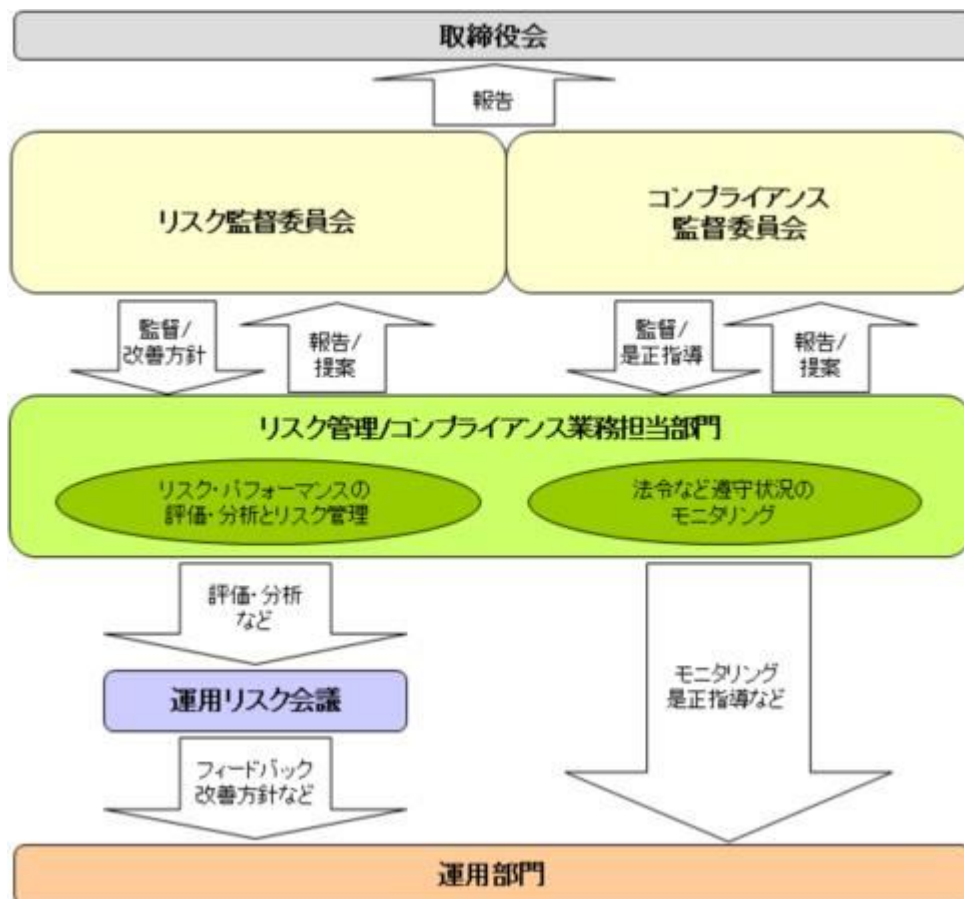 取締役会
報告
リスク監督委員会
コンプライアンス
監督委員会
監督/
改善方針
報告/
提案
監督/
是正指導
報告/
提案
リスク管理/コンプライアンス業務担当部門
リスク・パフォーマンスの
評価・分析とリスク管理
法令など遵守状況の
モニタリング
評価・分析
など
運用リスク会議
モニタリング
是正指導など
フィードバック
改善方針など
運用部門